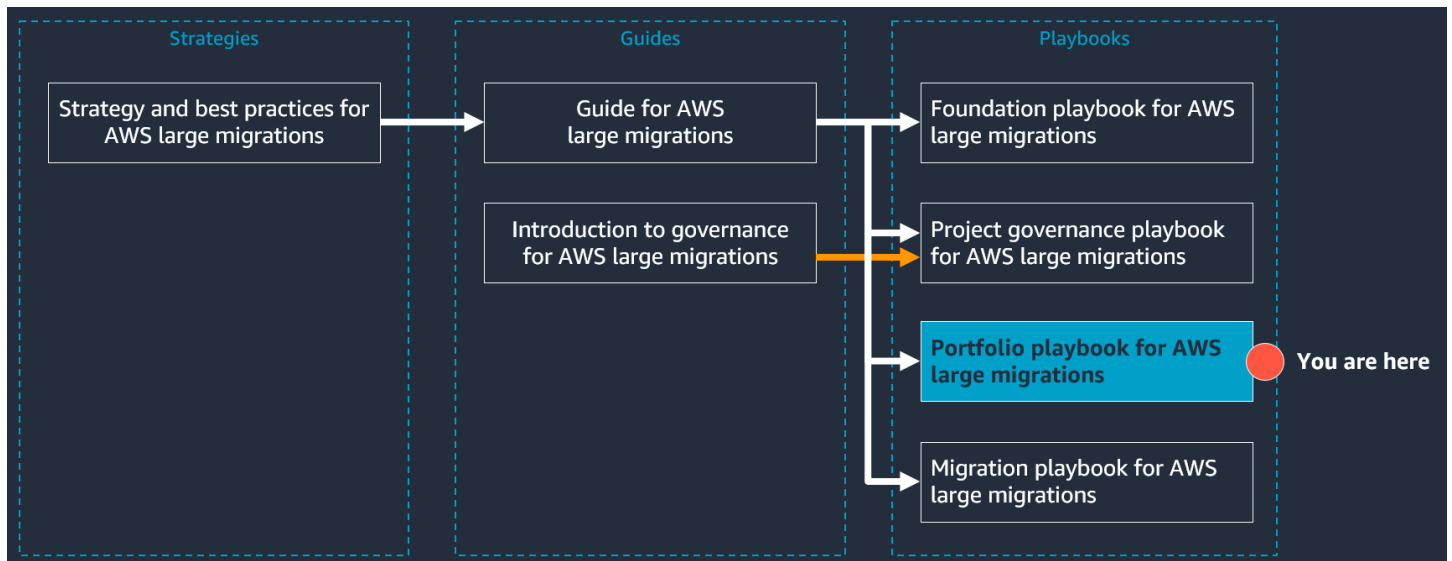 Strategies
Strategy and best practices for
AWS large migrations
Guides
Guide for AWS
large migrations
Introduction to governance
for AWS large migrations
Playbooks
Foundation playbook for AWS
large migrations
Project governance playbook
for AWS large migrations
Portfolio playbook for AWS
large migrations
You are here
Migration playbook for AWS
large migrations